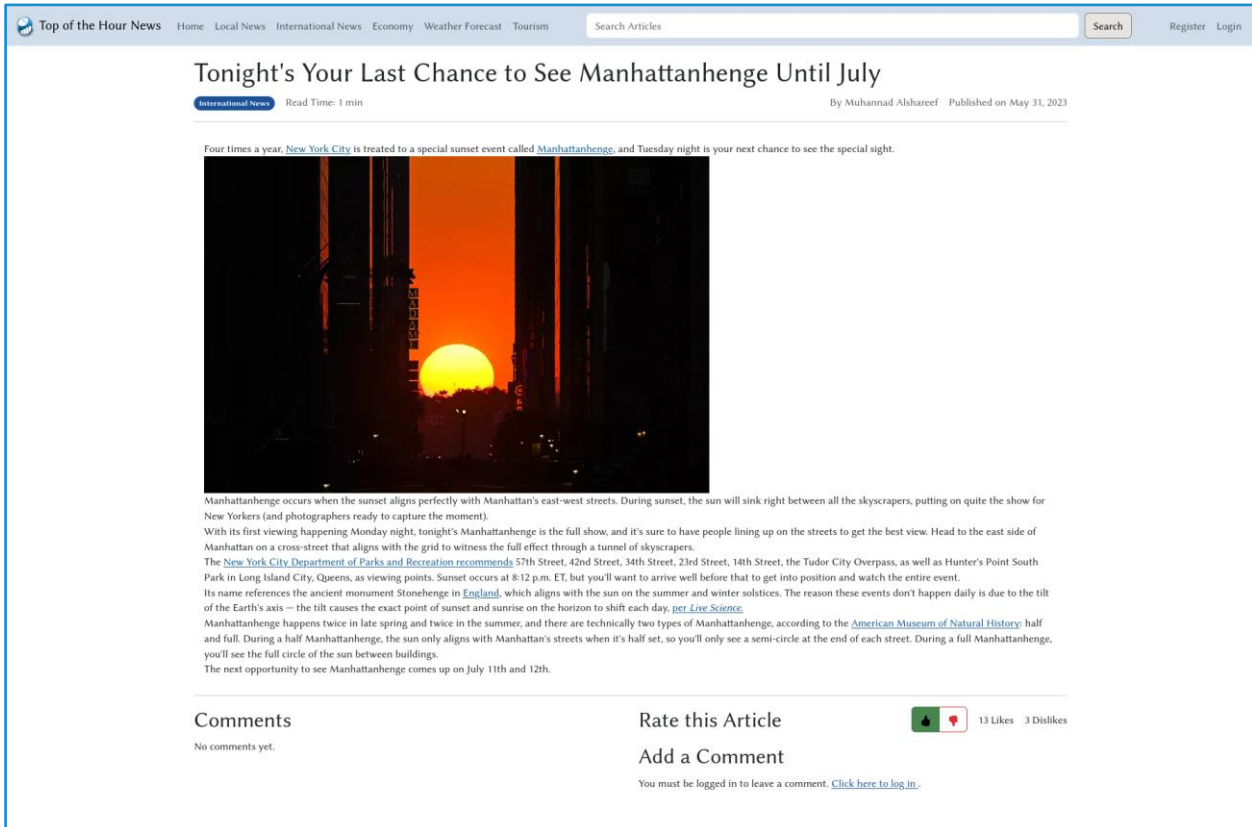 Top of the Hour News Home Local News International News Economy Weather Forecast Tourism Search Articles Search Register Login
Tonight's Your Last Chance to See Manhattanhenge Until July
International News Read Time: 1 min By Muhannad Alshareef Published on May 31, 2023
Four times a year, New York City is treated to a special sunset event called Manhattanhenge, and Tuesday night is your next chance to see the special sight.
Manhattanhenge occurs when the sunset aligns perfectly with Manhattan's east-west streets. During sunset, the sun will sink right between all the skyscrapers, putting on quite the show for
New Yorkers (and photographers ready to capture the moment).
With its first viewing happening Monday night, tonight's Manhattanhenge is the full show, and it's sure to have people lining up on the streets to get the best view. Head to the east side of
Manhattan on a cross-street that aligns with the grid to witness the full effect through a tunnel of skyscrapers.
The New York City Department of Parks and Recreation recommends 57th Street, 42nd Street, 34th Street, 23rd Street, 14th Street, the Tudor City Overpass, as well as Hunter's Point South
Park in Long Island City, Queens, as viewing points. Sunset occurs at 8:12 p.m. ET, but you'll want to arrive well before that to get into position and watch the entire event.
Its name references the ancient monument Stonehenge in England, which aligns with the sun on the summer and winter solstices. The reason these events don't happen daily is due to the tilt
of the Earth's axis — the tilt causes the exact point of sunset and sunrise on the horizon to shift each day, per Live Science.
Manhattanhenge happens twice in late spring and twice in the summer, and there are technically two types of Manhattanhenge, according to the American Museum of Natural History: half
and full. During a half Manhattanhenge, the sun only aligns with Manhattan's streets when it's half set, so you'll only see a semi-circle at the end of each street. During a full Manhattanhenge,
you'll see the full circle of the sun between buildings.
The next opportunity to see Manhattanhenge comes up on July 11th and 12th.
Comments
No comments yet.
Rate this Article 13 Likes 3 Dislikes
Add a Comment
You must be logged in to leave a comment. Click here to log in .